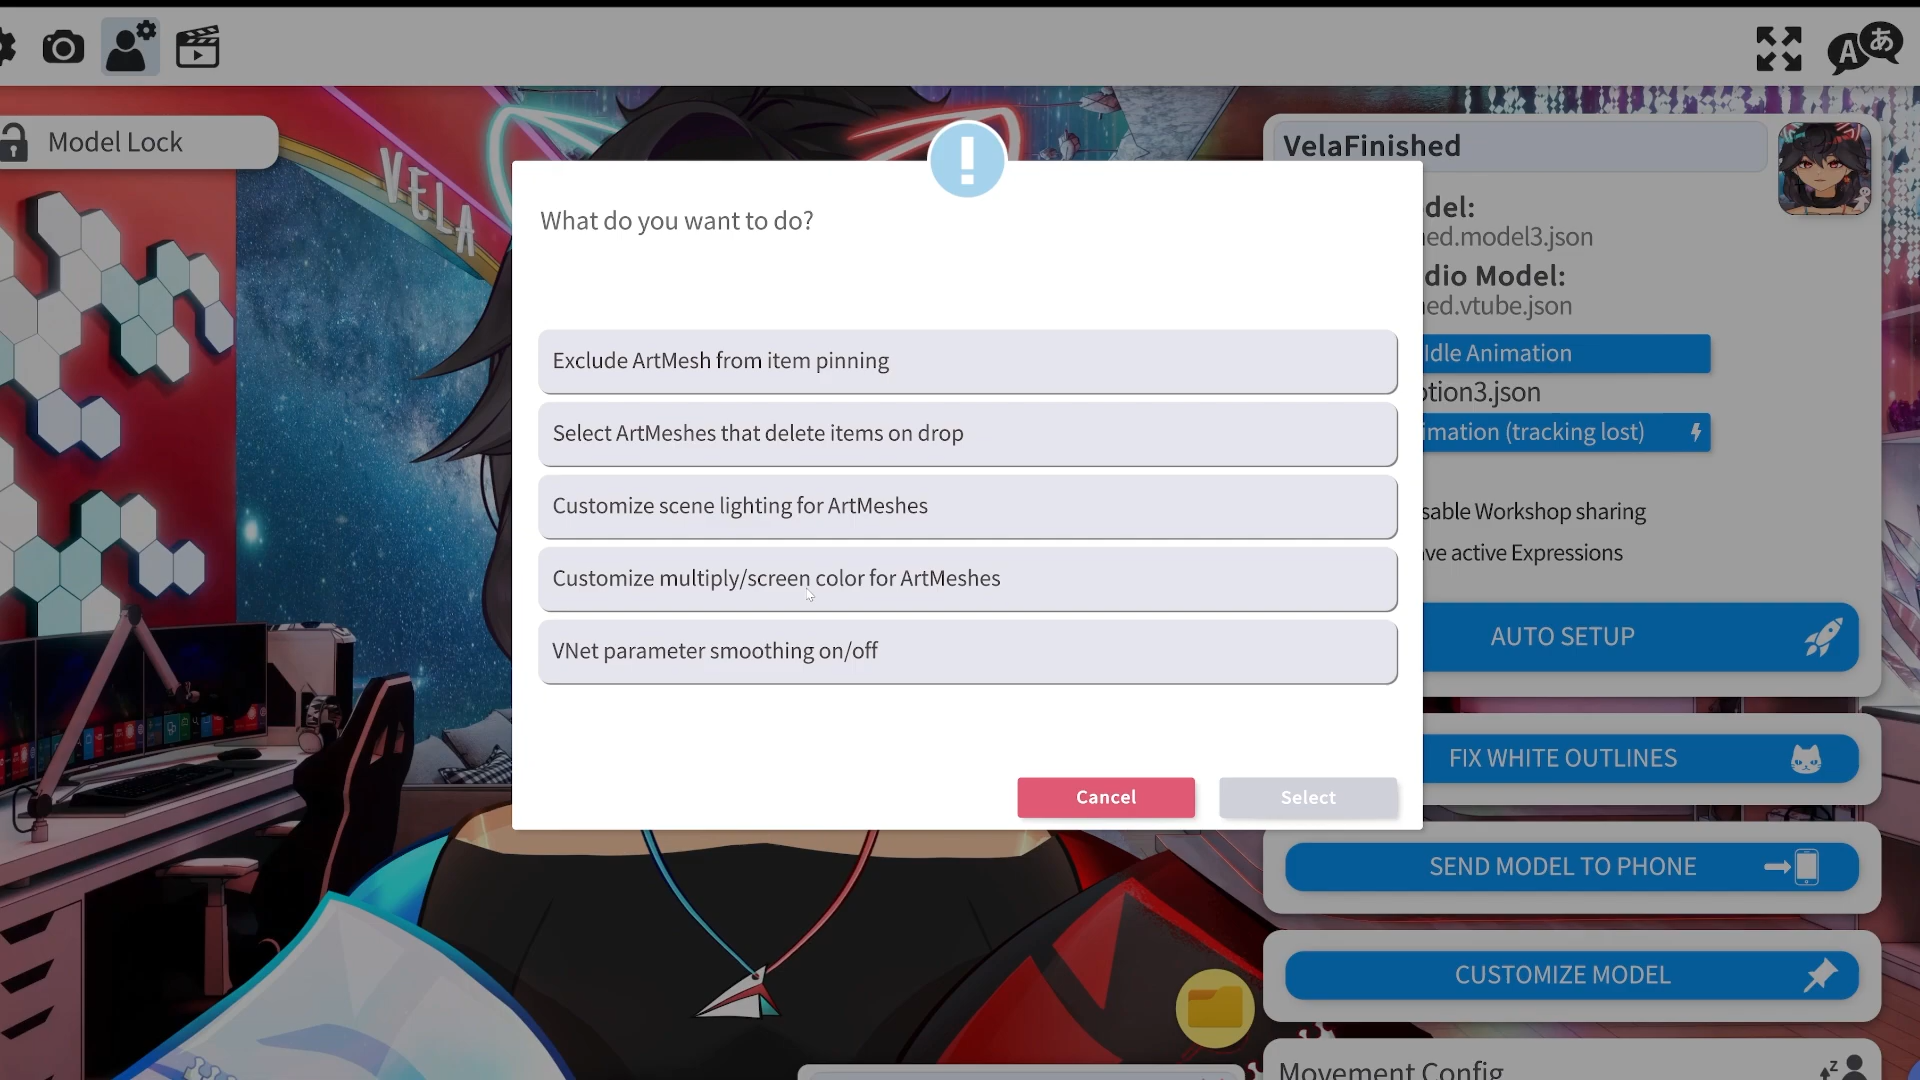 Model Lock
VELA
What do you want to do?
Exclude ArtMesh from item pinning
Select ArtMeshes that delete items on drop
Customize scene lighting for ArtMeshes
Customize multiply/screen color for ArtMeshes
VNet parameter smoothing on/off
Cancel
Select
A あ
VelaFinished
del:
ed.model3.json
dio Model:
ed.vtube.json
Idle Animation
otion3.json
imation (tracking lost)
sable Workshop sharing
ve active Expressions
AUTO SETUP
FIX WHITE OUTLINES
SEND MODEL TO PHONE
CUSTOMIZE MODEL
Movement Config